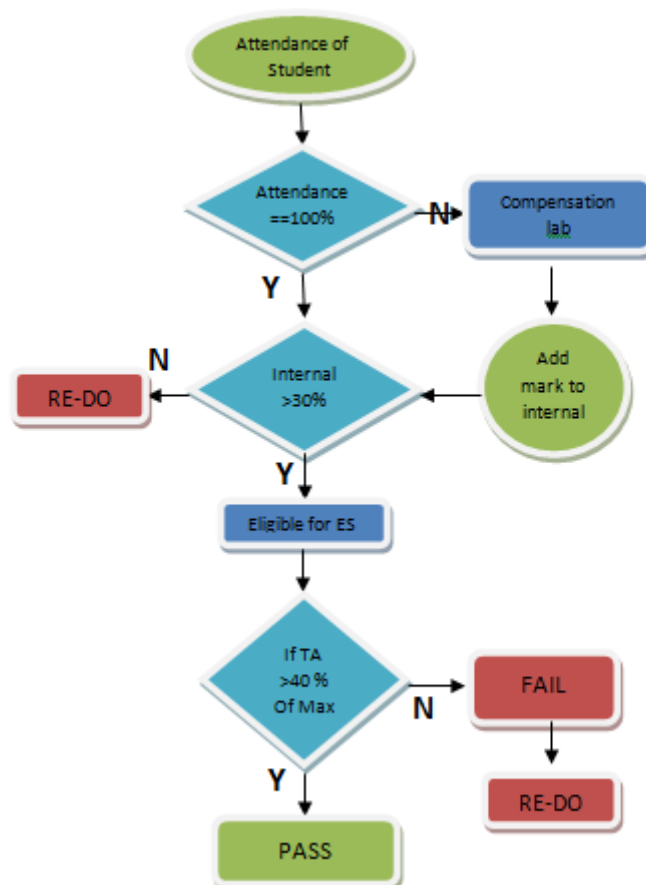 Attendance of
Student
Attendance
==100%
N
Compensation
lab
Y
Add
mark to
internal
Internal
>30%
N
RE-DO
Y
Eligible for ES
If TA
>40 %
Of Max
N
FAIL
RE-DO
Y
PASS